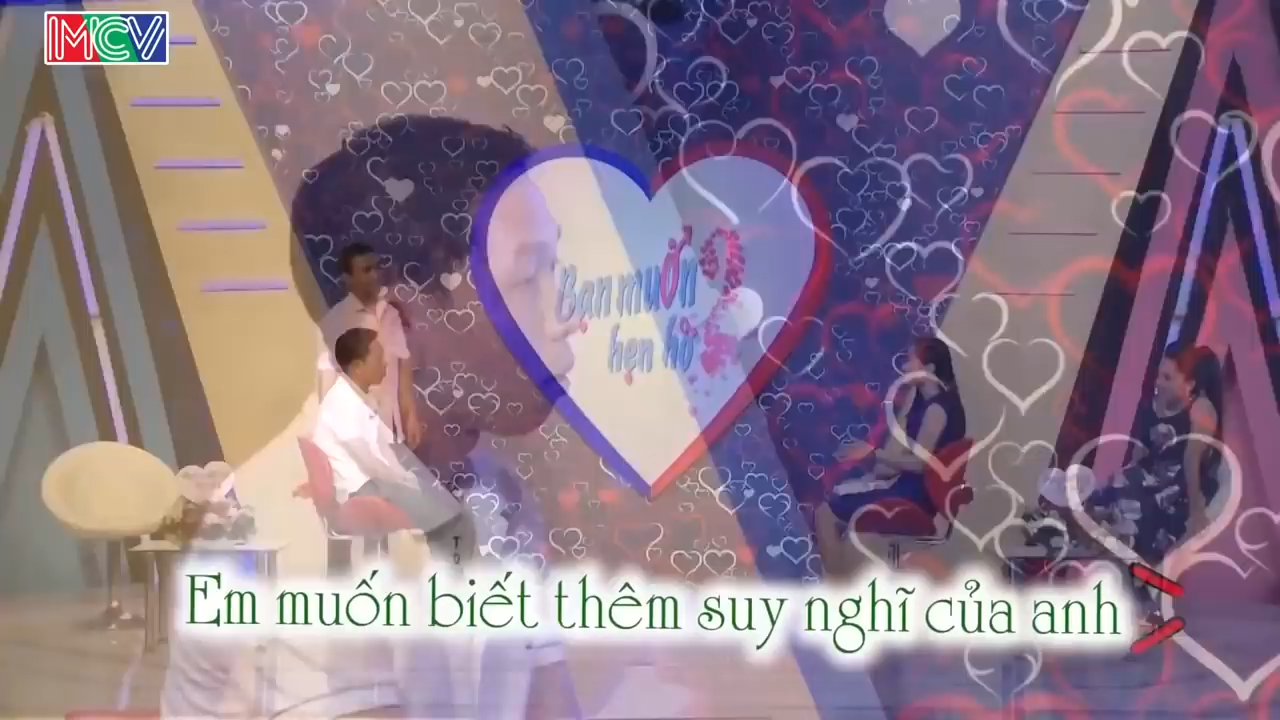 MCV
Bạn muốn
hẹn hò
Em muốn biết thêm suy nghĩ của anh